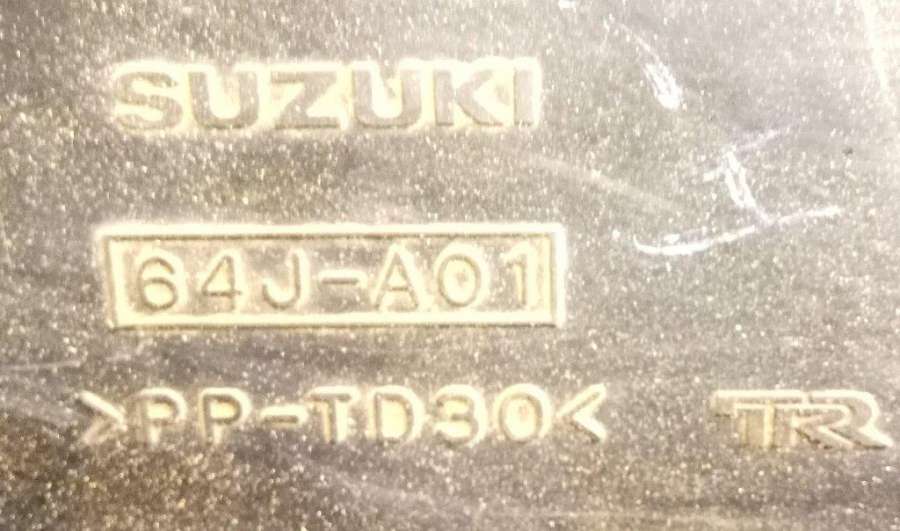 SUZUKI
64J-A01
>PP-TD30< TR